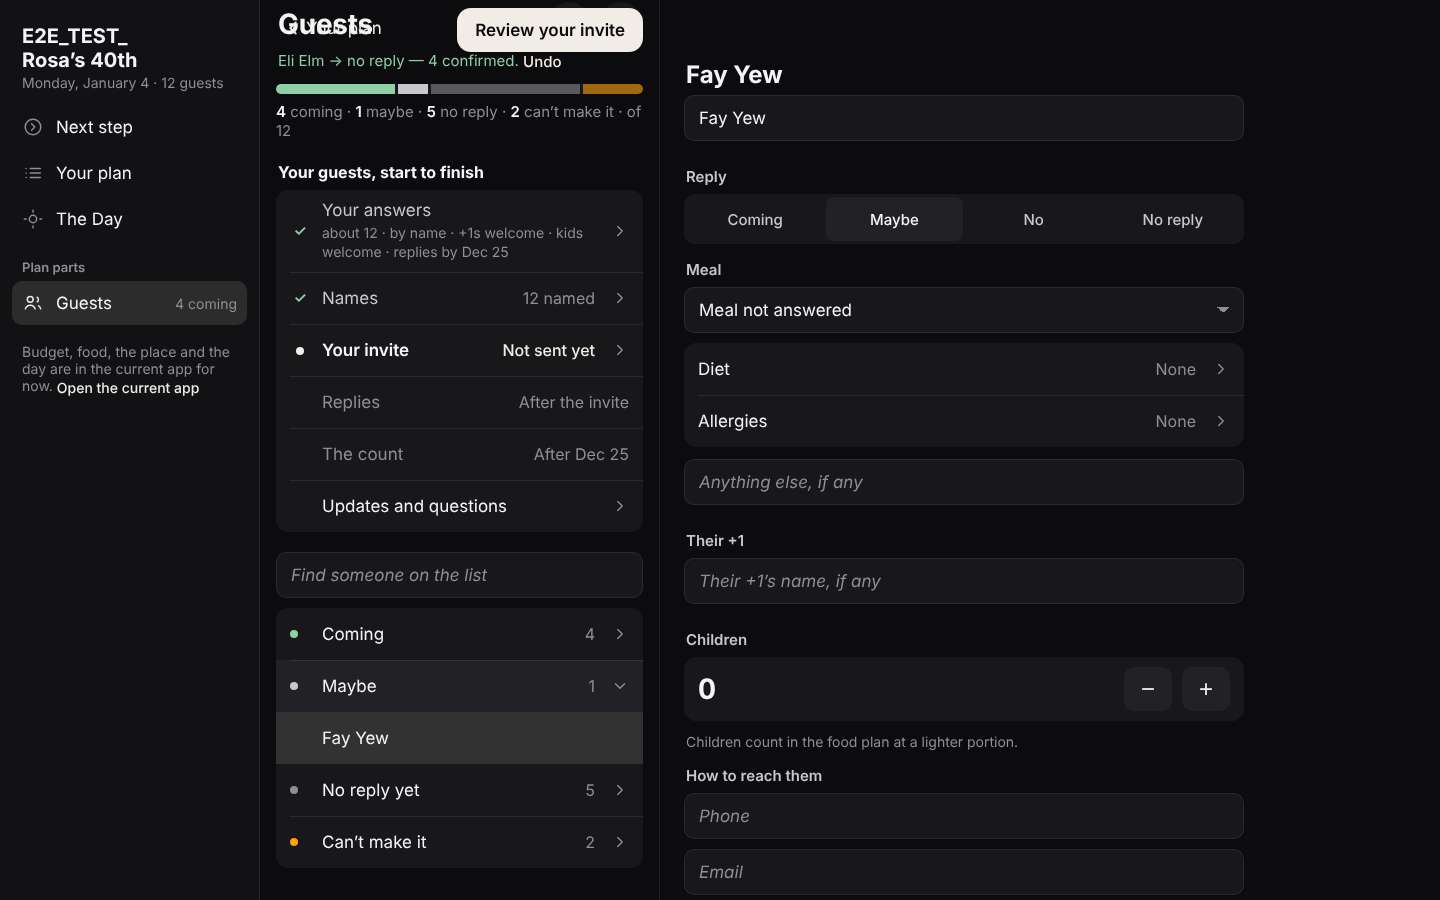 E2E_TEST_
Rosa’s 40th
Monday, January 4 · 12 guests
Next step
Your plan
The Day
Plan parts
Guests 4 coming
Budget, food, the place and the
day are in the current app for
now. Open the current app
Guests
Review your invite
Eli Elm → no reply — 4 confirmed. Undo
4 coming · 1 maybe · 5 no reply · 2 can’t make it · of
12
Your guests, start to finish
Your answers
about 12 · by name · +1s welcome · kids
welcome · replies by Dec 25
Names 12 named
Your invite Not sent yet
Replies After the invite
The count After Dec 25
Updates and questions
Find someone on the list
Coming 4
Maybe 1
Fay Yew
No reply yet 5
Can’t make it 2
Fay Yew
Fay Yew
Reply
Coming Maybe No No reply
Meal
Meal not answered
Diet None
Allergies None
Anything else, if any
Their +1
Their +1’s name, if any
Children
0 − +
Children count in the food plan at a lighter portion.
How to reach them
Phone
Email